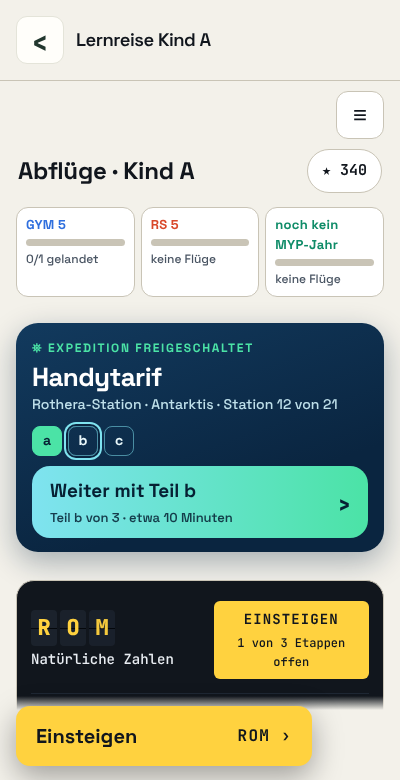 < Lernreise Kind A
≡
Abflüge · Kind A ★ 340
GYM 5
0/1 gelandet
RS 5
keine Flüge
noch kein
MYP-Jahr
keine Flüge
❋ EXPEDITION FREIGESCHALTET
Handytarif
Rothera-Station · Antarktis · Station 12 von 21
a b c
Weiter mit Teil b
Teil b von 3 · etwa 10 Minuten
>
ROM
Natürliche Zahlen
EINSTEIGEN
1 von 3 Etappen
offen
Einsteigen ROM ›